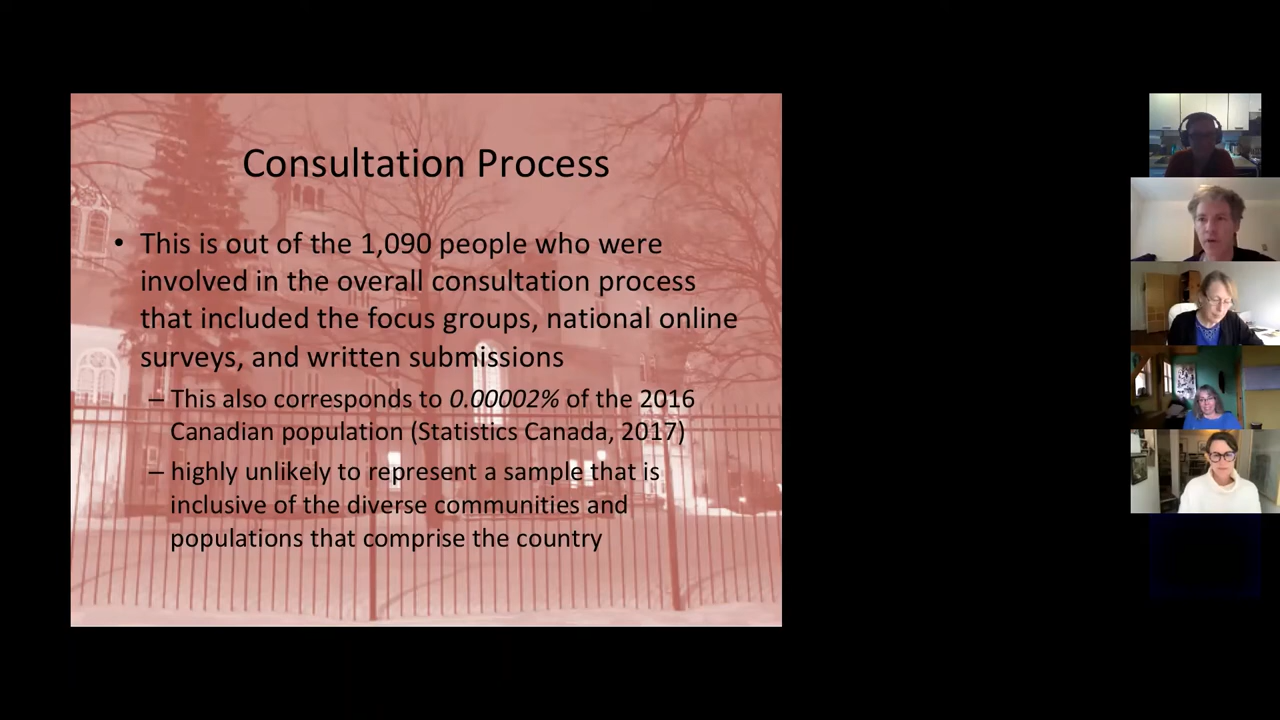 Consultation Process
• This is out of the 1,090 people who were
involved in the overall consultation process
that included the focus groups, national online
surveys, and written submissions
– This also corresponds to 0.00002% of the 2016
Canadian population (Statistics Canada, 2017)
– highly unlikely to represent a sample that is
inclusive of the diverse communities and
populations that comprise the country